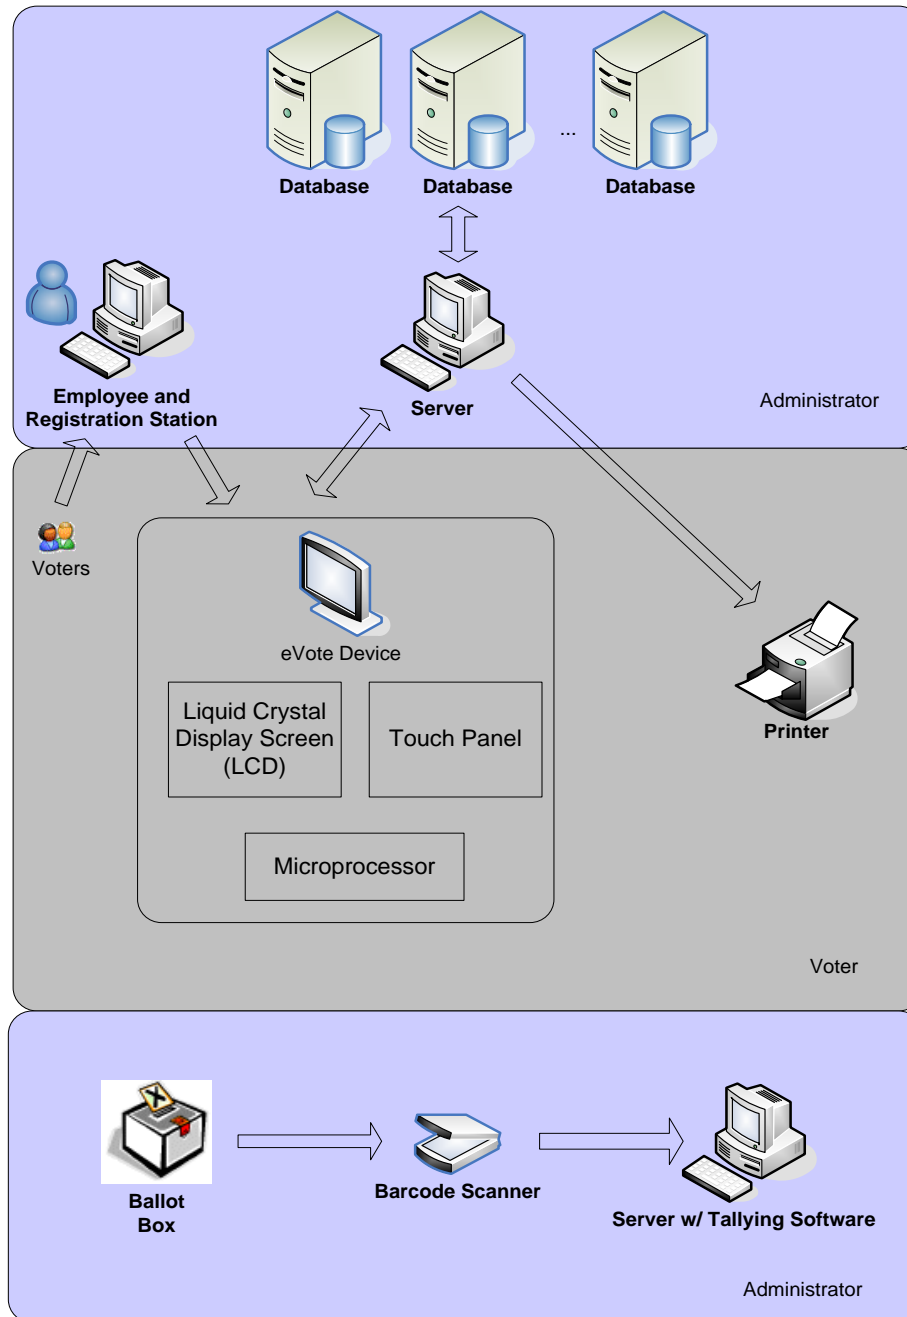 ...
Database
Database
Database
Employee and
Registration Station
Server
Administrator
Voters
eVote Device
Liquid Crystal
Display Screen
(LCD)
Touch Panel
Printer
Microprocessor
Voter
Ballot
Box
Barcode Scanner
Server w/ Tallying Software
Administrator